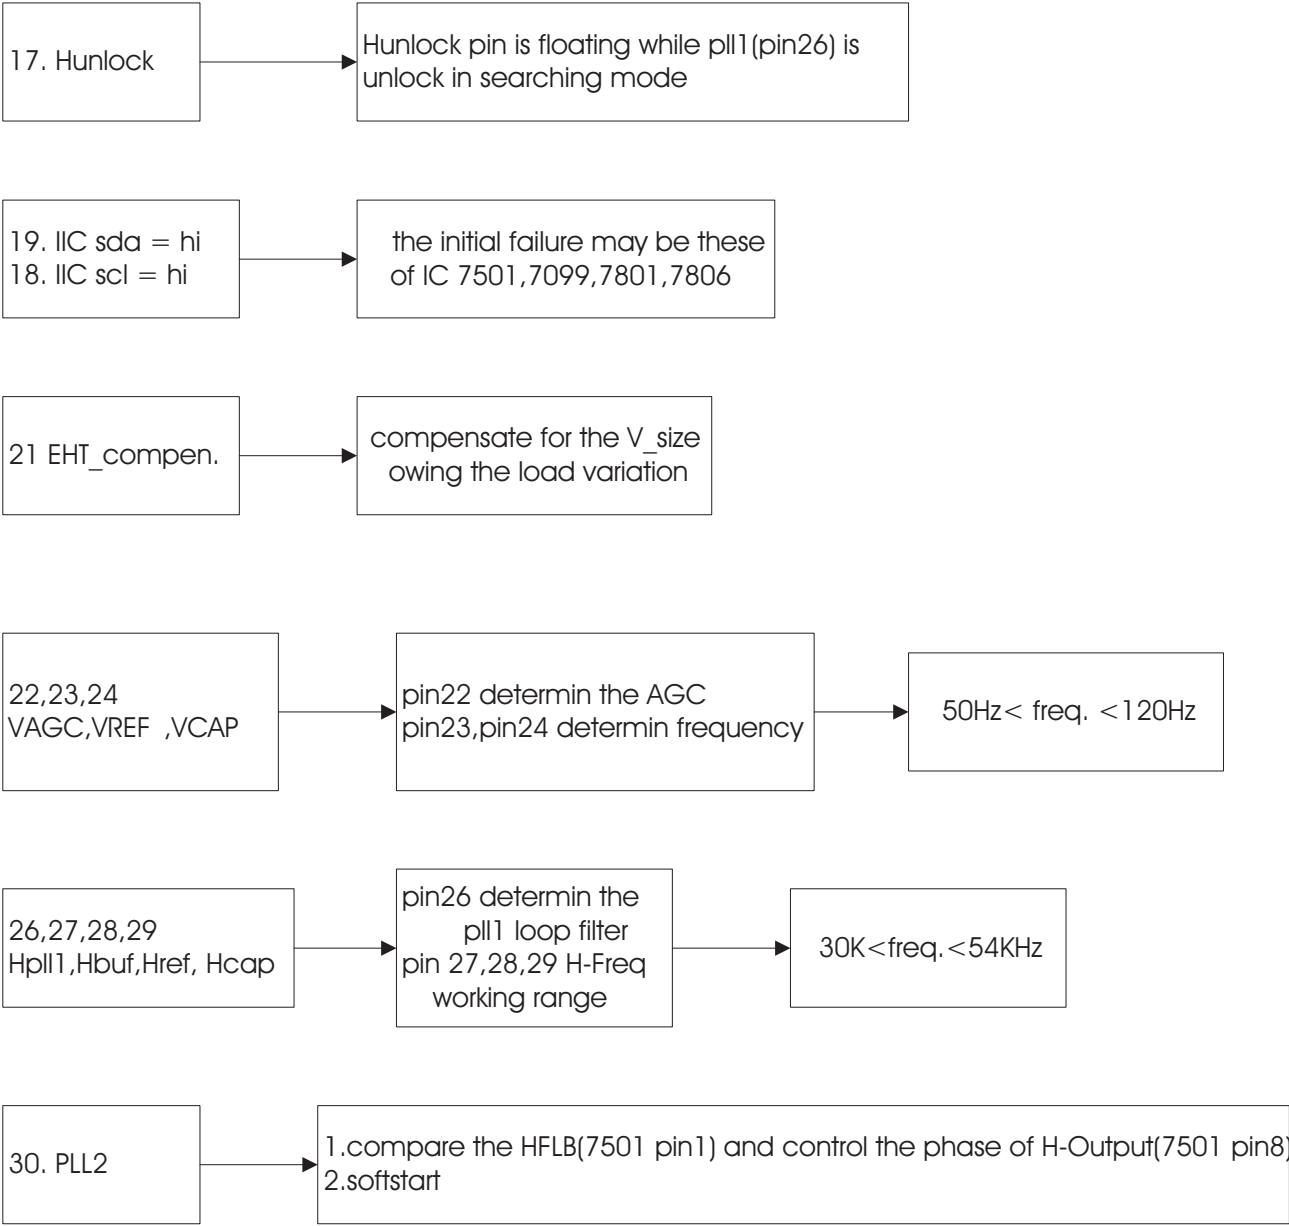 17. Hunlock
Hunlock pin is floating while pll1(pin26) is
unlock in searching mode
19. IIC sda = hi
18. IIC scl = hi
the initial failure may be these
of IC 7501,7099,7801,7806
21 EHT_compen.
compensate for the V_size
owing the load variation
22,23,24
VAGC,VREF ,VCAP
pin22 determin the AGC
pin23,pin24 determin frequency
50Hz< freq. <120Hz
26,27,28,29
Hpll1,Hbuf,Href, Hcap
pin26 determin the
pll1 loop filter
pin 27,28,29 H-Freq
working range
30K<freq.<54KHz
30. PLL2
1.compare the HFLB(7501 pin1) and control the phase of H-Output(7501 pin8)
2.softstart